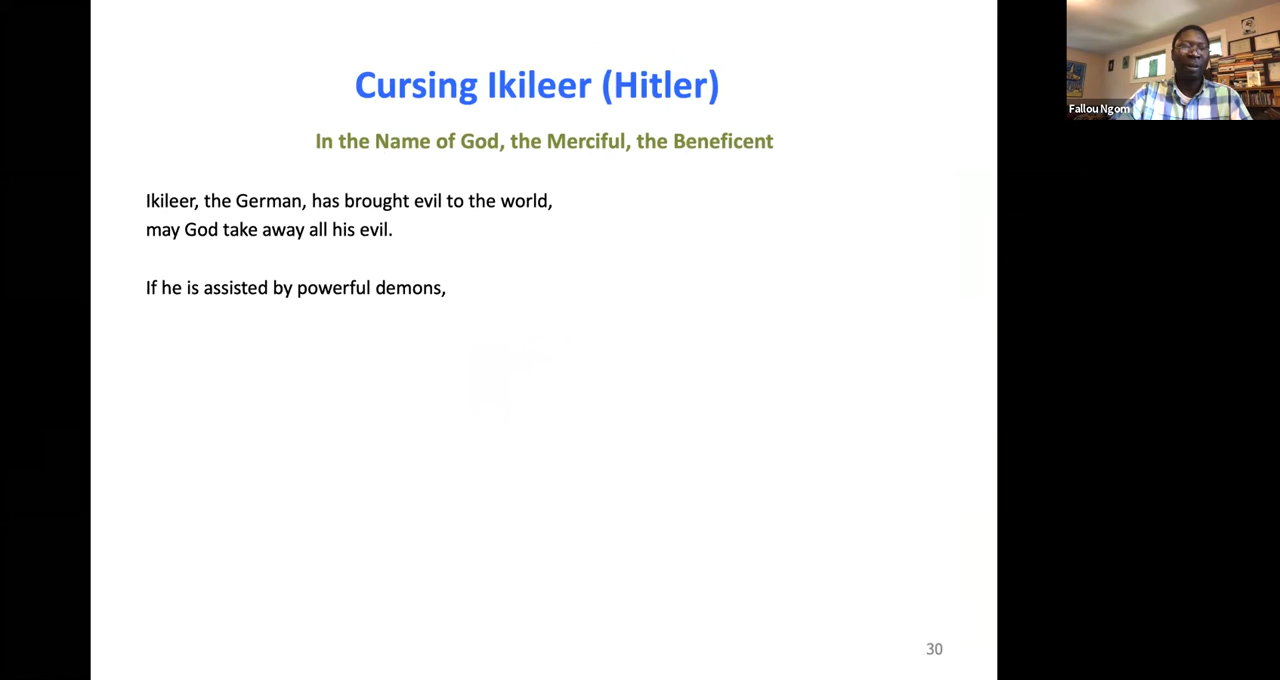 Cursing Ikileer (Hitler)
In the Name of God, the Merciful, the Beneficent
Ikileer, the German, has brought evil to the world,
may God take away all his evil.
If he is assisted by powerful demons,
30
Fallou Ngom